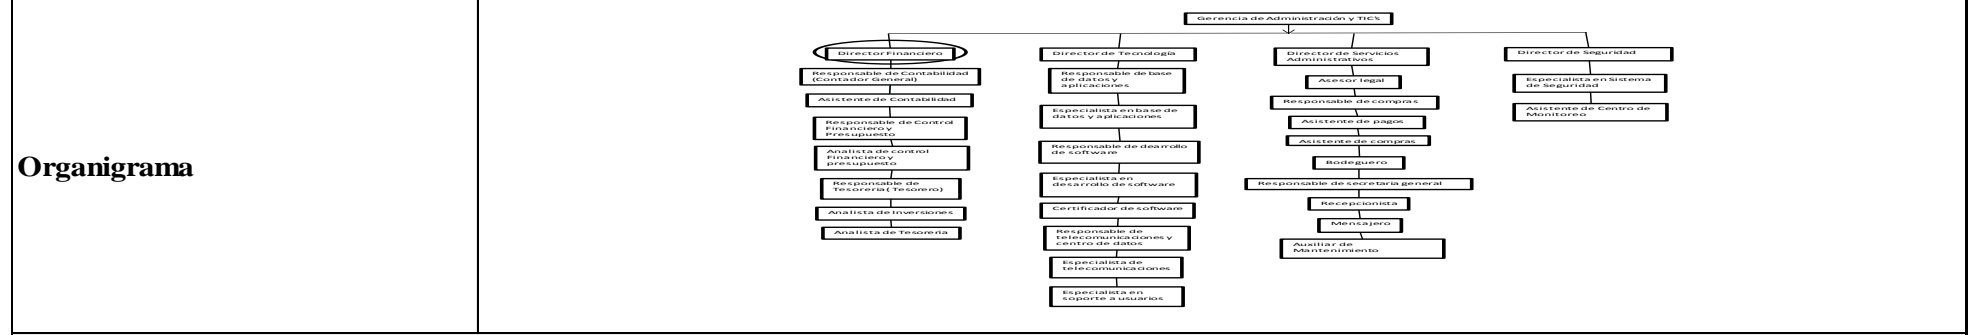 Organigrama
Gerencia de Administración y TIC's
Director Financiero
Responsable de Contabilidad
(Contador General)
Asistente de Contabilidad
Responsable de Control
Financiero y
Presupuesto
Analista de control
Financiero y
presupuesto
Responsable de
Tesoreria( Tesorero)
Analista de Inversiones
Analista de Tesoreria
Director de Tecnología
Responsable de base
de datos y
aplicaciones
Especialista en base de
datos y aplicaciones
Responsable de dearrollo
de software
Especialista en
desarrollo de software
Certificador de software
Responsable de
telecomunicaciones y
centro de datos
Especialista de
telecomunicaciones
Especialista en
soporte a usuarios
Director de Servicios
Administrativos
Asesor legal
Responsable de compras
Asistente de pagos
Asistente de compras
Bodeguero
Responsable de secretaria general
Recepcionista
Mensajero
Auxiliar de
Mantenimiento
Director de Seguridad
Especialista en Sistema
de Seguridad
Asistente de Centro de
Monitoreo